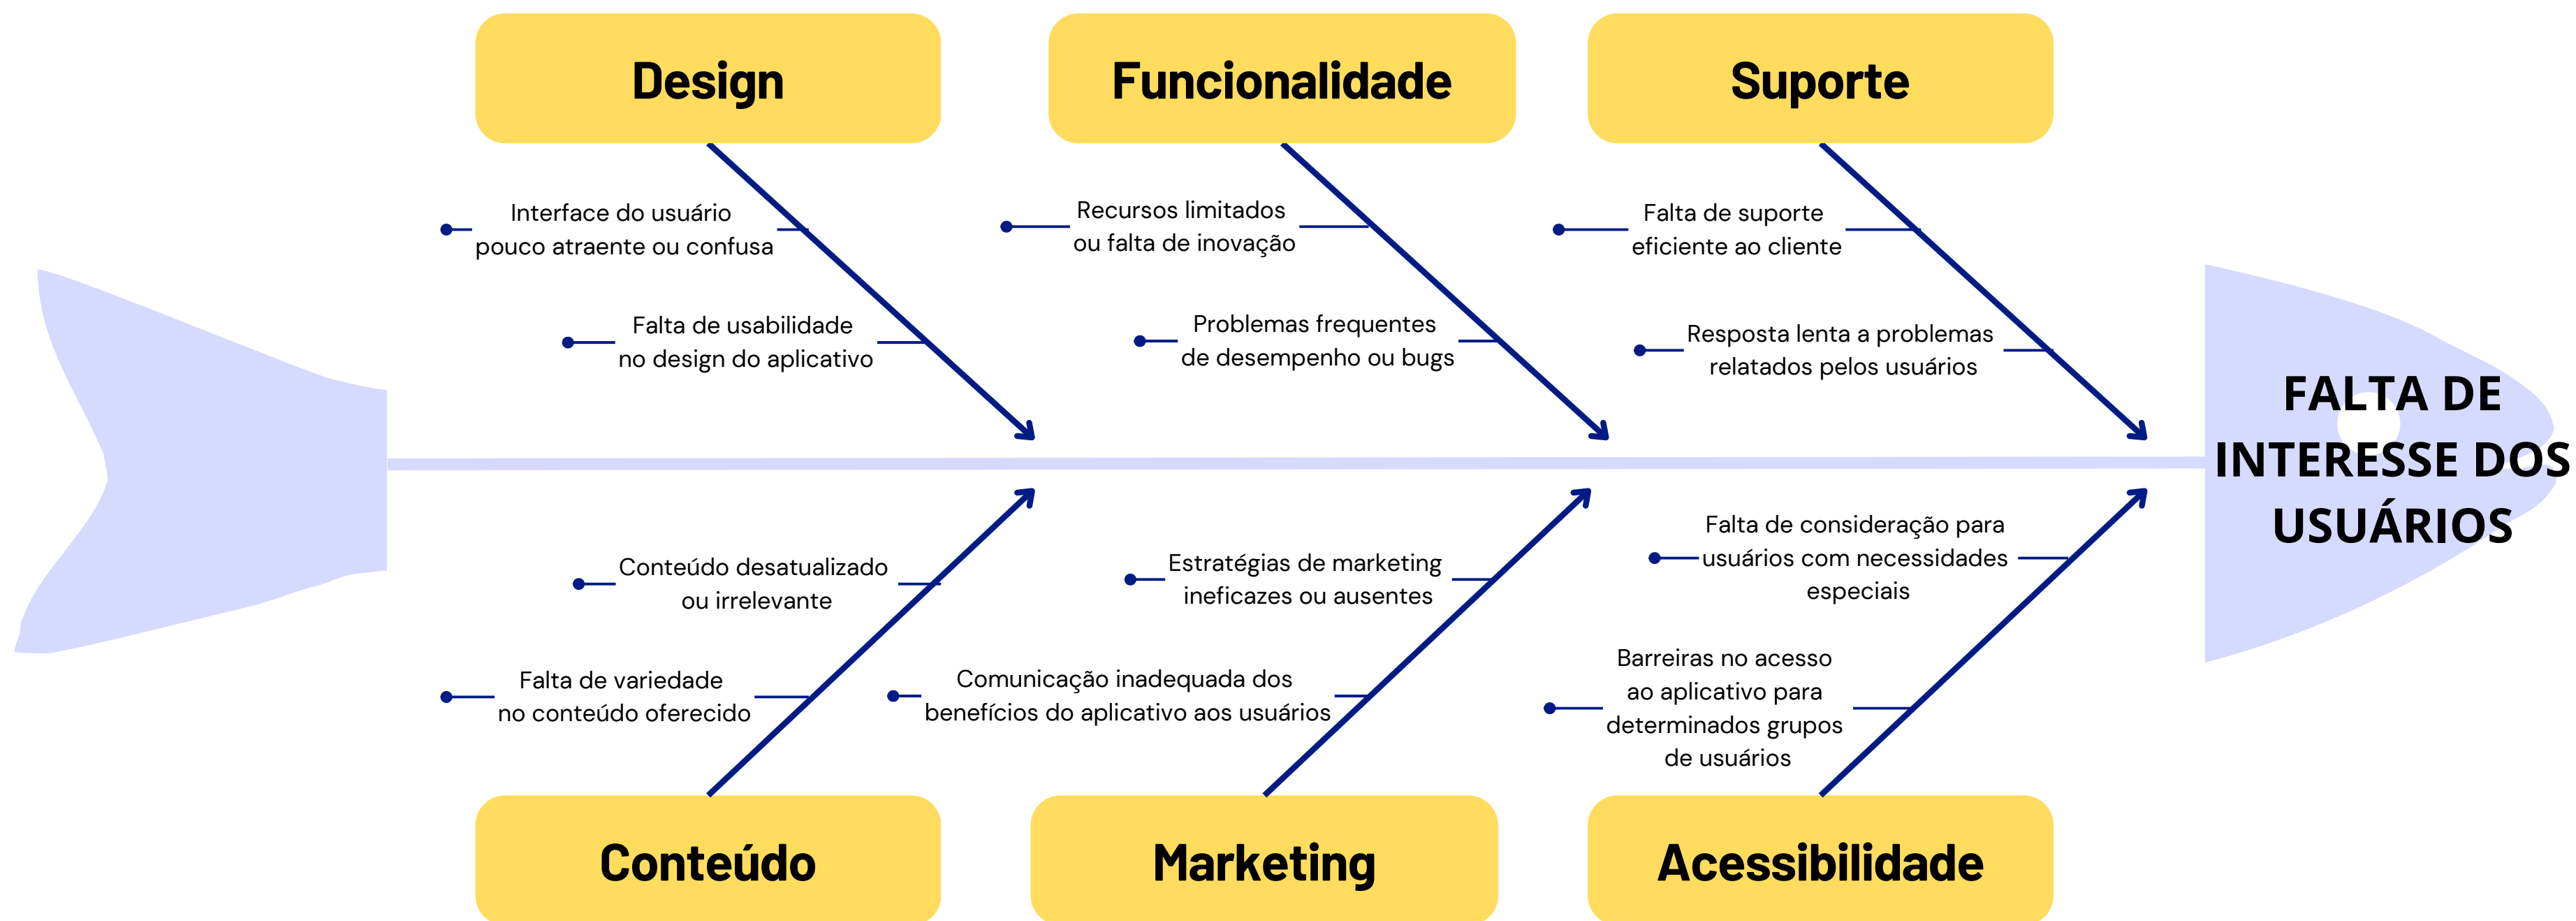 Design
Funcionalidade
Suporte
Interface do usuário
pouco atraente ou confusa
Falta de usabilidade
no design do aplicativo
Recursos limitados
ou falta de inovação
Problemas frequentes
de desempenho ou bugs
Falta de suporte
eficiente ao cliente
Resposta lenta a problemas
relatados pelos usuários
FALTA DE
INTERESSE DOS
USUÁRIOS
Conteúdo desatualizado
ou irrelevante
Falta de variedade
no conteúdo oferecido
Estratégias de marketing
ineficazes ou ausentes
Comunicação inadequada dos
benefícios do aplicativo aos usuários
Falta de consideração para
usuários com necessidades
especiais
Barreiras no acesso
ao aplicativo para
determinados grupos
de usuários
Conteúdo
Marketing
Acessibilidade